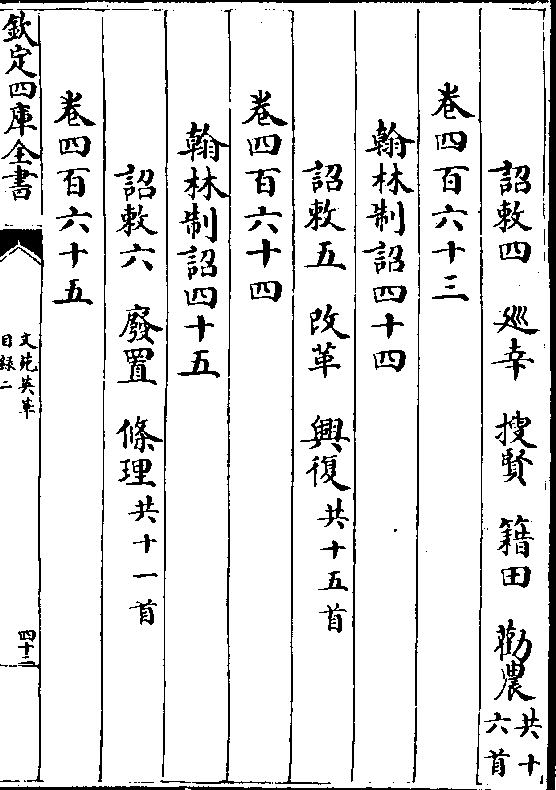 詔敕四　巡幸　搜賢　籍田　勸農共十六首
卷四百六十三
翰林制詔四十四
詔敕五　改革　興復共十五首
卷四百六十四
翰林制詔四十五
詔敕六　廢置　條理共十一首
卷四百六十五
欽定四庫全書
文苑英華
目錄二
四十二